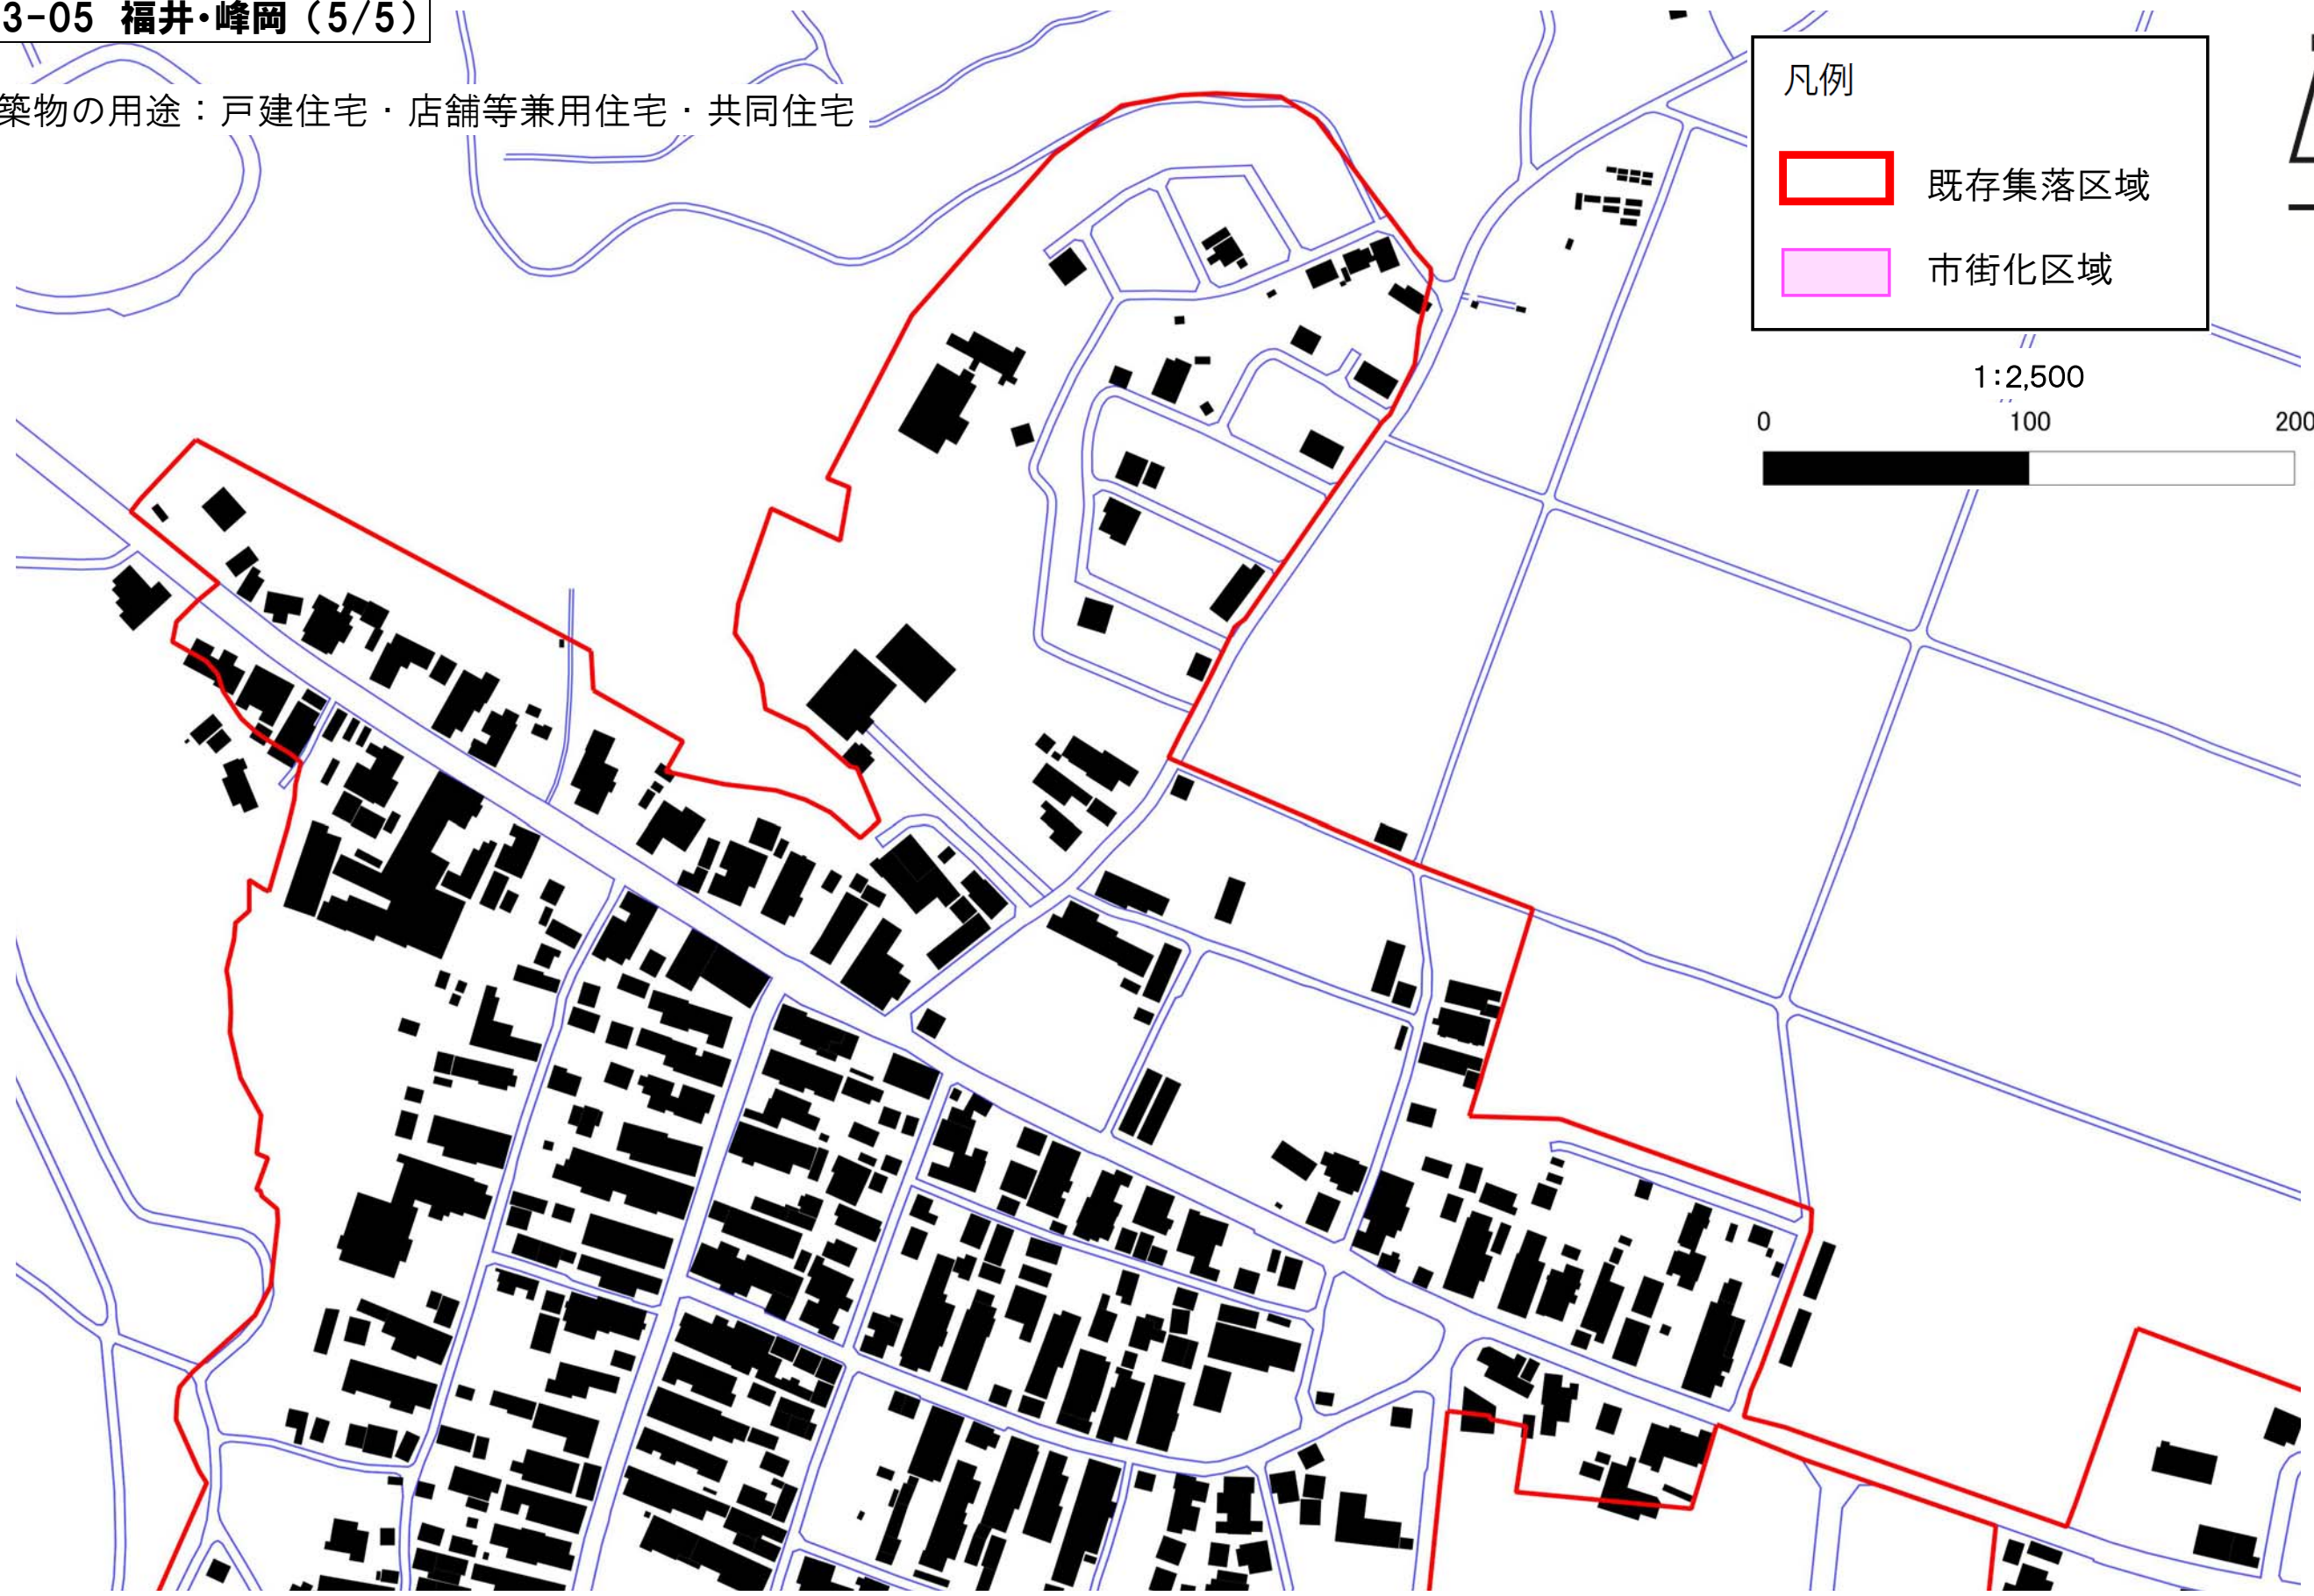 3-05 福井・峰岡（5/5）
築物の用途：戸建住宅・店舗等兼用住宅・共同住宅
凡例
既存集落区域
市街化区域
1:2,500
0 100 200